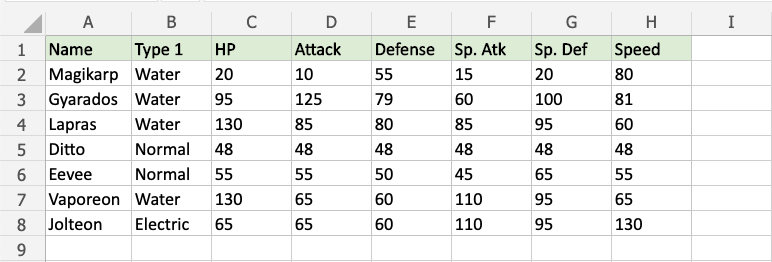 A B C D E F G H I
1 Name Type 1 HP Attack Defense Sp. Atk Sp. Def Speed
2 Magikarp Water 20 10 55 15 20 80
3 Gyarados Water 95 125 79 60 100 81
4 Lapras Water 130 85 80 85 95 60
5 Ditto Normal 48 48 48 48 48 48
6 Eevee Normal 55 55 50 45 65 55
7 Vaporeon Water 130 65 60 110 95 65
8 Jolteon Electric 65 65 60 110 95 130
9